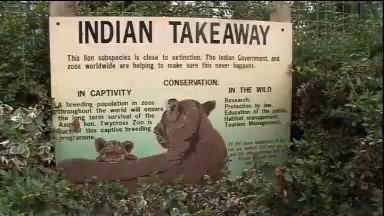 INDIAN TAKEAWAY
This lion subspecies is close to extinction. The Indian Government, and
zoos worldwide are helping to make sure this never happens.
CONSERVATION:
IN CAPTIVITY
A breeding population in zoos
throughout the world will ensure
the long term survival of the
Asian lion. Twycross Zoo is
part of this captive breeding
programme.
IN THE WILD
Research.
Protection by law.
Education of the public.
Habitat management.
Tourism Management.